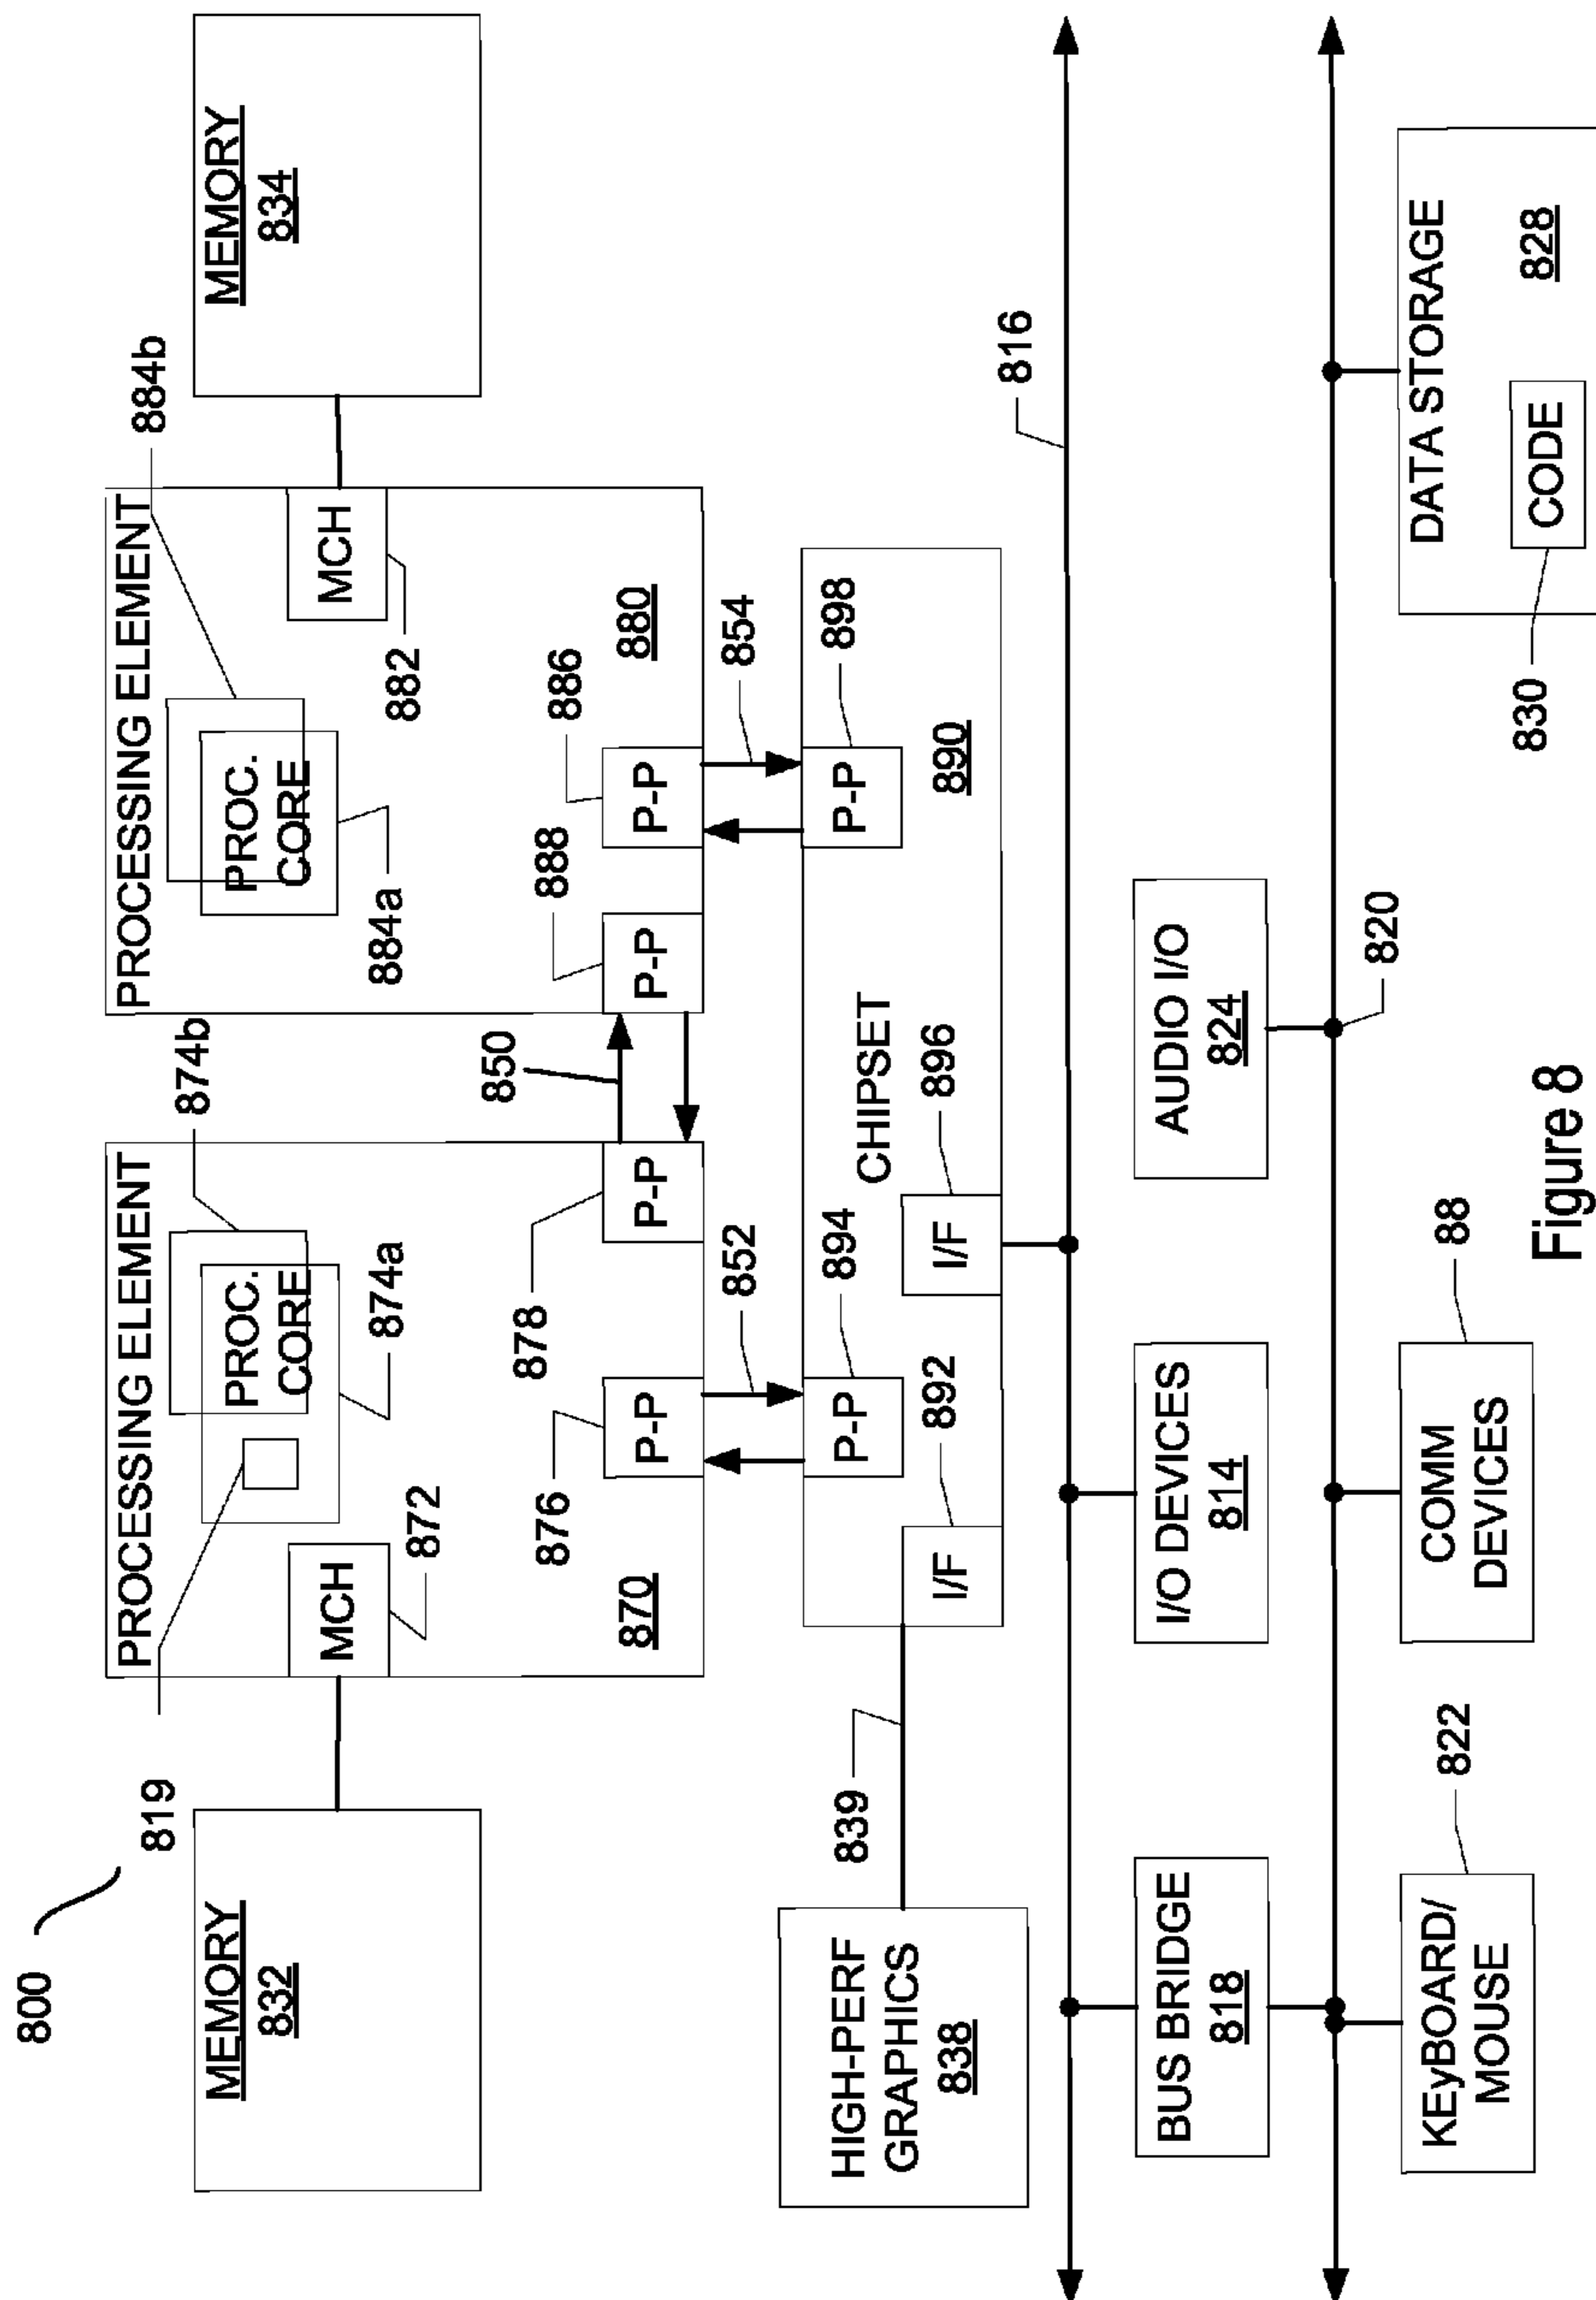 800
819
MEMORY
832
PROCESSING ELEMENT
874b
PROC.
CORE
874a
MCH
872
870
876
P-P
878
P-P
850
PROCESSING ELEMENT
884b
PROC.
CORE
884a
MCH
882
880
888
P-P
886
P-P
MEMORY
834
852
854
HIGH-PERF
GRAPHICS
838
839
I/F
892
P-P
894
I/F
896
CHIPSET
P-P
898
890
816
BUS BRIDGE
818
I/O DEVICES
814
AUDIO I/O
824
820
KEyBOARD/
MOUSE
822
COMM
DEVICES
88
DATA STORAGE
828
CODE
830
Figure 8